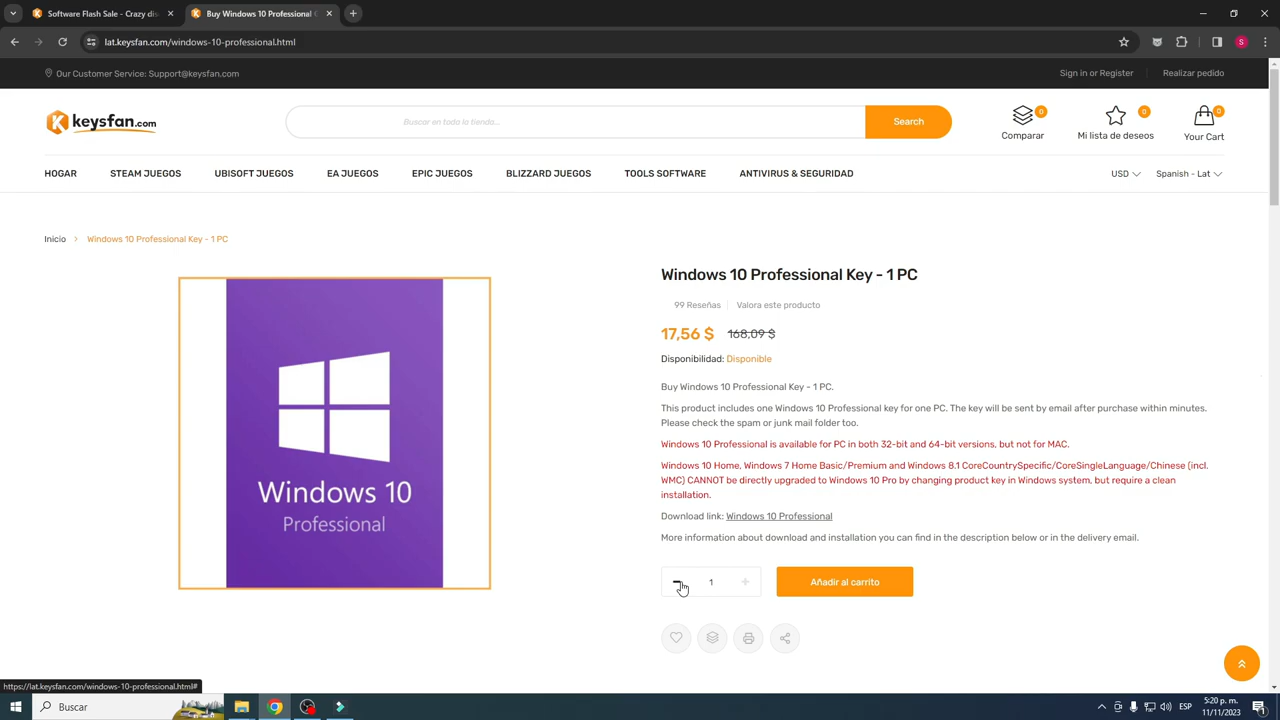 Software Flash Sale - Crazy dis
Buy Windows 10 Professional
lat.keysfan.com/windows-10-professional.html
S
Our Customer Service: Support@keysfan.com
Sign in or Register
Realizar pedido
keysfan.com
Buscar en toda la tienda...
Search
0
Comparar
0
Mi lista de deseos
0
Your Cart
HOGAR
STEAM JUEGOS
UBISOFT JUEGOS
EA JUEGOS
EPIC JUEGOS
BLIZZARD JUEGOS
TOOLS SOFTWARE
ANTIVIRUS & SEGURIDAD
USD
Spanish - Lat
Inicio > Windows 10 Professional Key - 1 PC
Windows 10
Professional
Windows 10 Professional Key - 1 PC
99 Reseñas
Valora este producto
17,56 $ 168,09 $
Disponibilidad: Disponible
Buy Windows 10 Professional Key - 1 PC.
This product includes one Windows 10 Professional key for one PC. The key will be sent by email after purchase within minutes.
Please check the spam or junk mail folder too.
Windows 10 Professional is available for PC in both 32-bit and 64-bit versions, but not for MAC.
Windows 10 Home, Windows 7 Home Basic/Premium and Windows 8.1 CoreCountrySpecific/CoreSingleLanguage/Chinese (incl.
WMC) CANNOT be directly upgraded to Windows 10 Pro by changing product key in Windows system, but require a clean
installation.
Download link: Windows 10 Professional
More information about download and installation you can find in the description below or in the delivery email.
- 1 +
Añadir al carrito
https://lat.keysfan.com/windows-10-professional.html#
Buscar
ESP
5:20 p. m.
11/11/2023